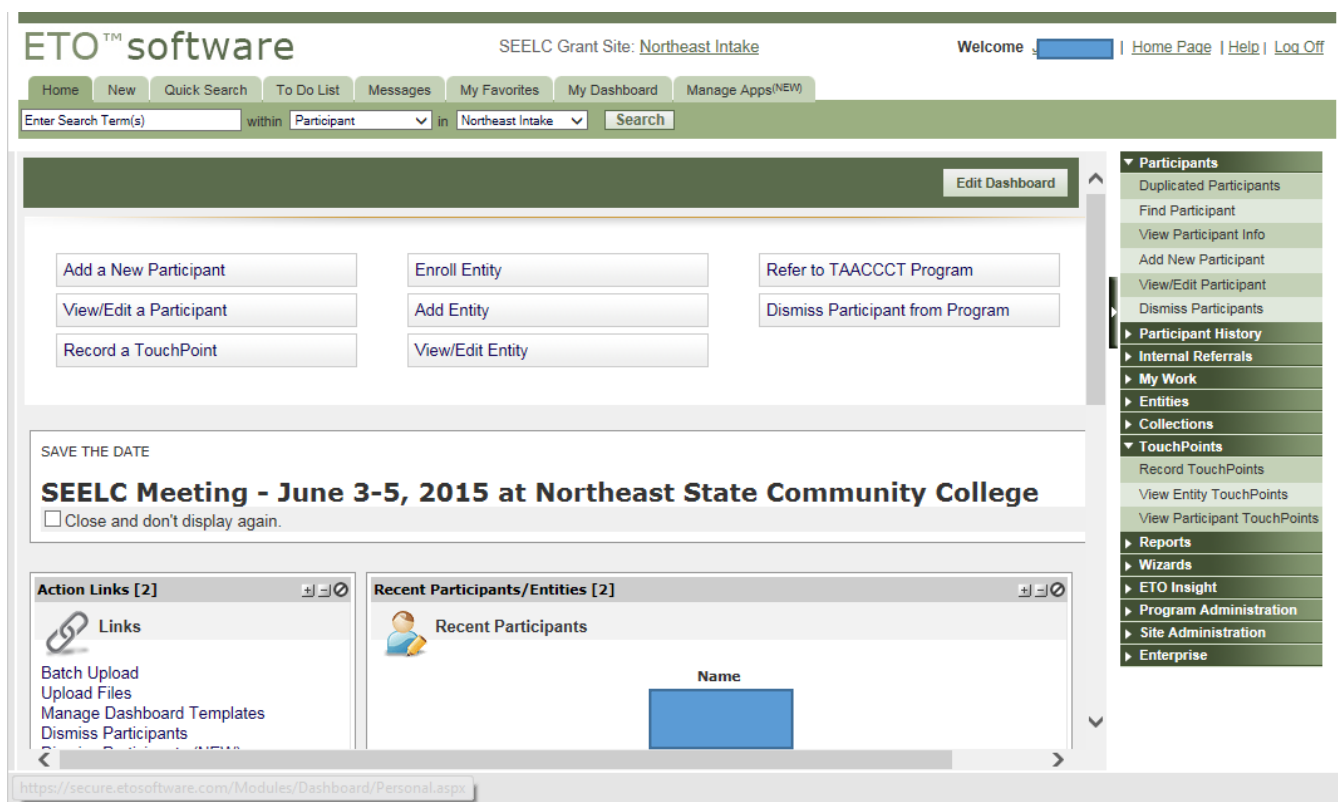 ETO™software
SEELC Grant Site: Northeast Intake
Welcome
| Home Page | Help | Log Off
Home New Quick Search To Do List Messages My Favorites My Dashboard Manage Apps(NEW)
Enter Search Term(s) within Participant in Northeast Intake Search
Edit Dashboard
Add a New Participant Enroll Entity Refer to TAACCCT Program
View/Edit a Participant Add Entity Dismiss Participant from Program
Record a TouchPoint View/Edit Entity
SAVE THE DATE
SEELC Meeting - June 3-5, 2015 at Northeast State Community College
Close and don't display again.
Action Links [2]
Links
Batch Upload
Upload Files
Manage Dashboard Templates
Dismiss Participants
Recent Participants/Entities [2]
Recent Participants
Name
Participants
Duplicated Participants
Find Participant
View Participant Info
Add New Participant
View/Edit Participant
Dismiss Participants
Participant History
Internal Referrals
My Work
Entities
Collections
TouchPoints
Record TouchPoints
View Entity TouchPoints
View Participant TouchPoints
Reports
Wizards
ETO Insight
Program Administration
Site Administration
Enterprise
https://secure.etosoftware.com/Modules/Dashboard/Personal.aspx